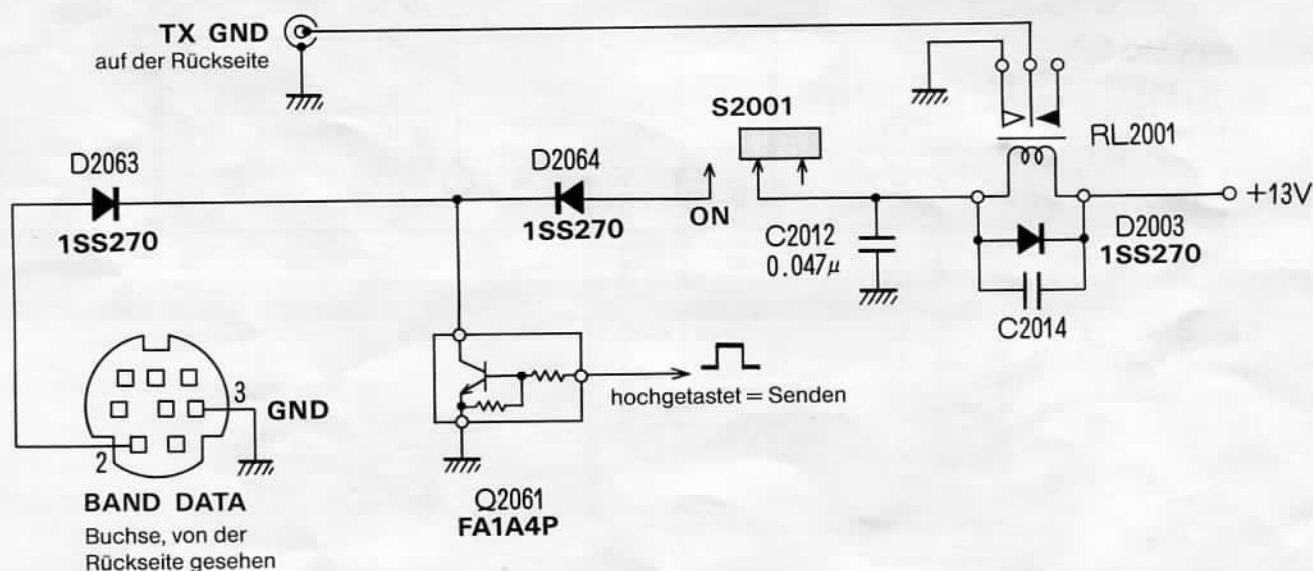 TX GND
auf der Rückseite
S2001
RL2001
D2063
1SS270
D2064
1SS270
ON
+13V
C2012
0.047μ
D2003
1SS270
C2014
3
GND
2
BAND DATA
Buchse, von der
Rückseite gesehen
hochgetastet = Senden
Q2061
FA1A4P